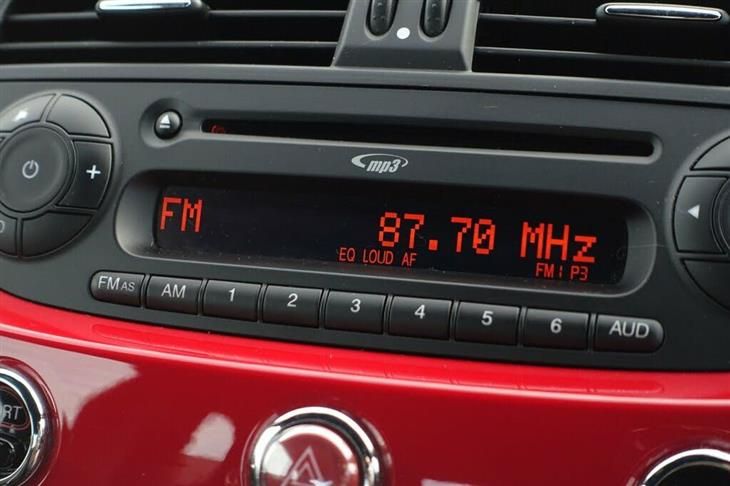 +
mp3
FM 87.70 MHz
EQ LOUD AF FM1 P3
FM AS AM 1 2 3 4 5 6 AUD